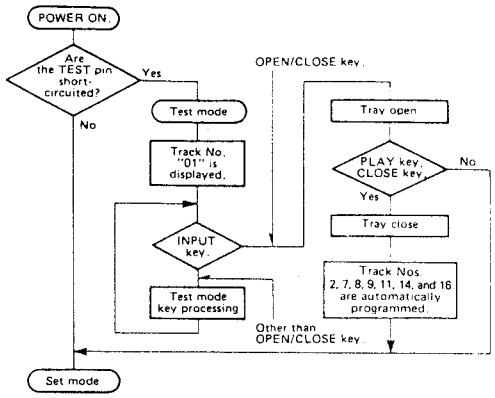 POWER ON.
Are
the TEST pin
short-
circuited?
Yes
No
Test mode
Track No.
"01" is
displayed.
INPUT
key.
Test mode
key processing
OPEN/CLOSE key.
Other than
OPEN/CLOSE key.
Tray open
PLAY key,
CLOSE key,
No
Yes
Tray close
Track Nos.
2, 7, 8, 9, 11, 14, and 16
are automatically
programmed.
Set mode